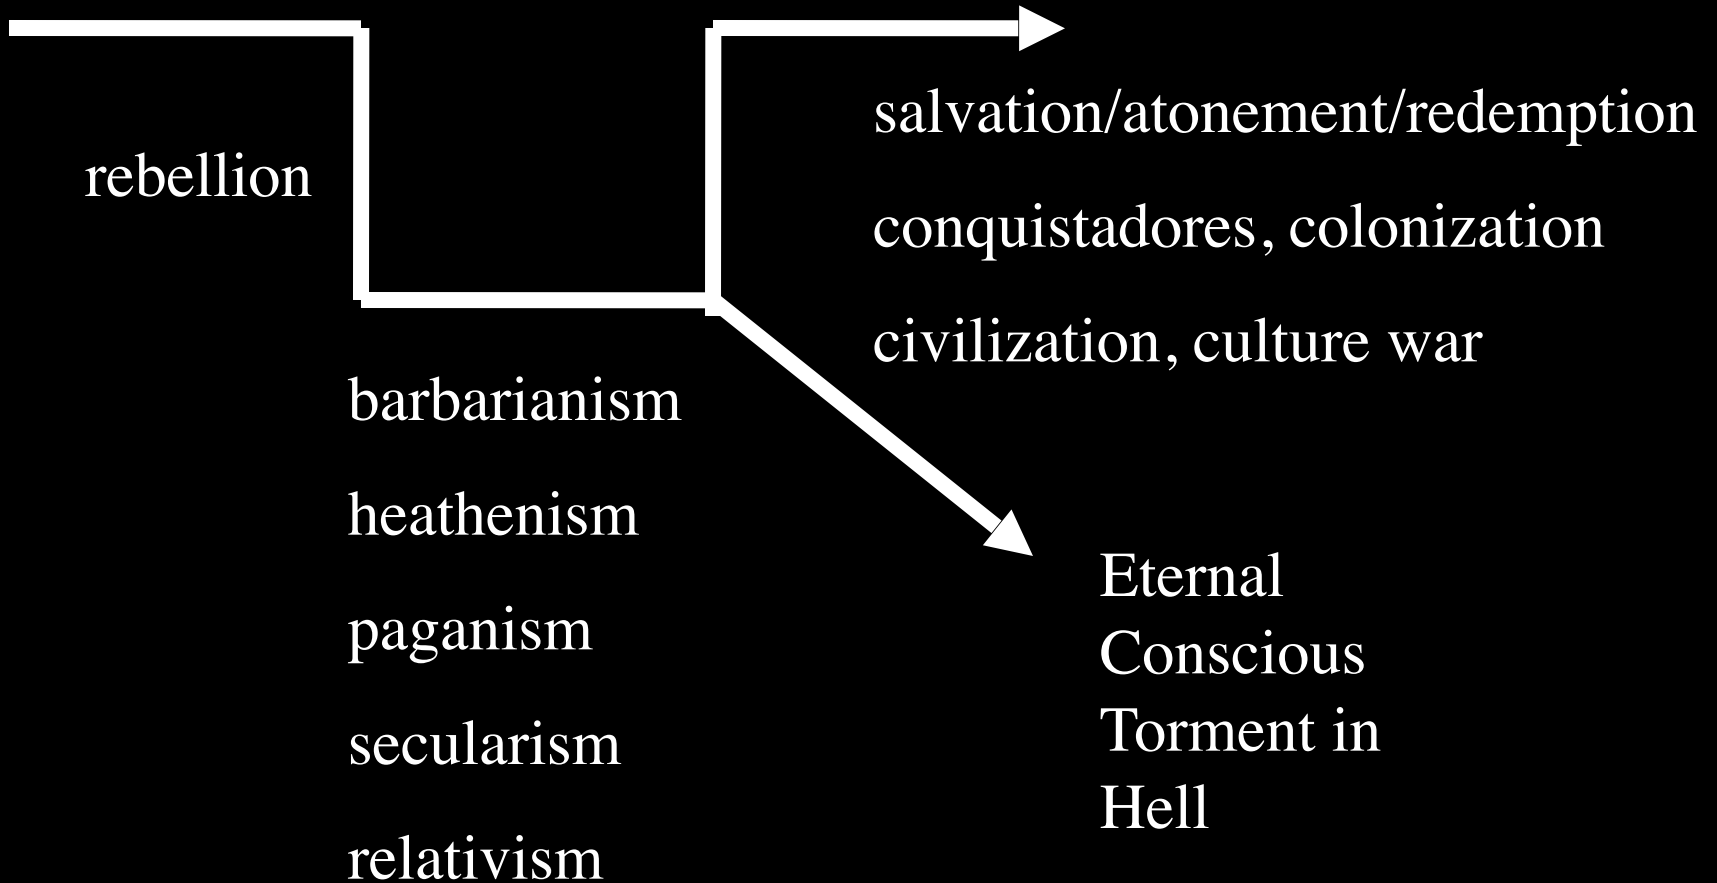 rebellion
barbarianism
heathenism
paganism
secularism
relativism
salvation/atonement/redemption
conquistadores, colonization
civilization, culture war
Eternal
Conscious
Torment in
Hell